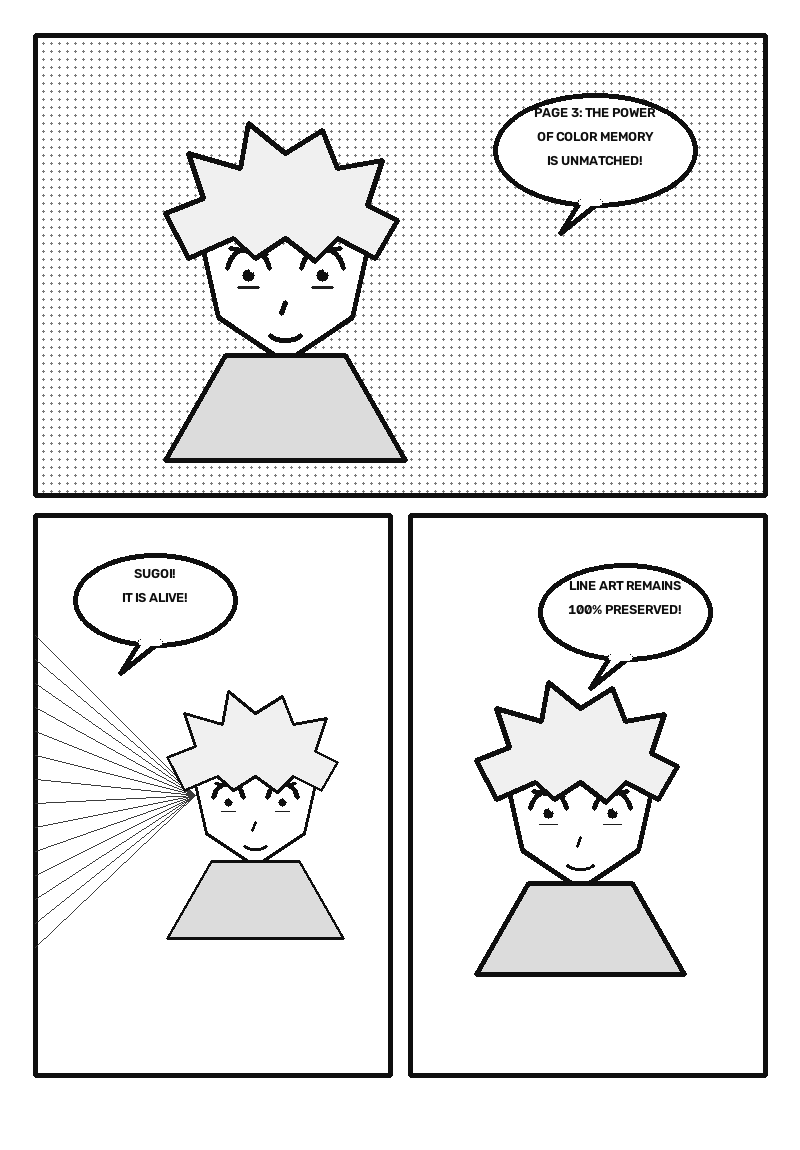 PAGE 3: THE POWER
OF COLOR MEMORY
IS UNMATCHED!
SUGOI!
IT IS ALIVE!
LINE ART REMAINS
100% PRESERVED!